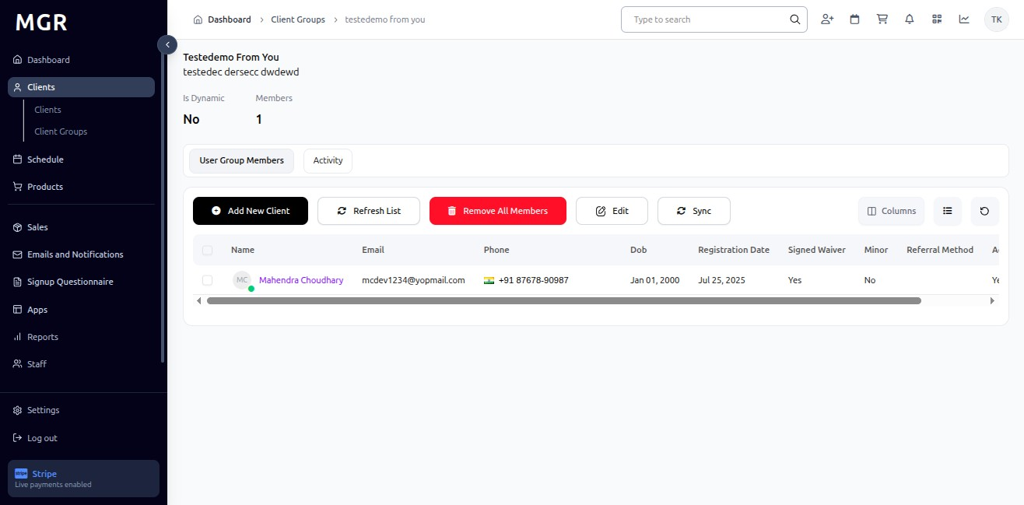 MGR
Dashboard
Clients
Clients
Client Groups
Schedule
Products
Sales
Emails and Notifications
Signup Questionnaire
Apps
Reports
Staff
Settings
Log out
Stripe
Live payments enabled
Dashboard > Client Groups > testedemo from you
Type to search
TK
Testedemo From You
testedec dersecc dwdewd
Is Dynamic Members
No 1
User Group Members Activity
Add New Client Refresh List Remove All Members Edit Sync Columns
Name Email Phone Dob Registration Date Signed Waiver Minor Referral Method
MC Mahendra Choudhary mcdev1234@yopmail.com +91 87678-90987 Jan 01, 2000 Jul 25, 2025 Yes No